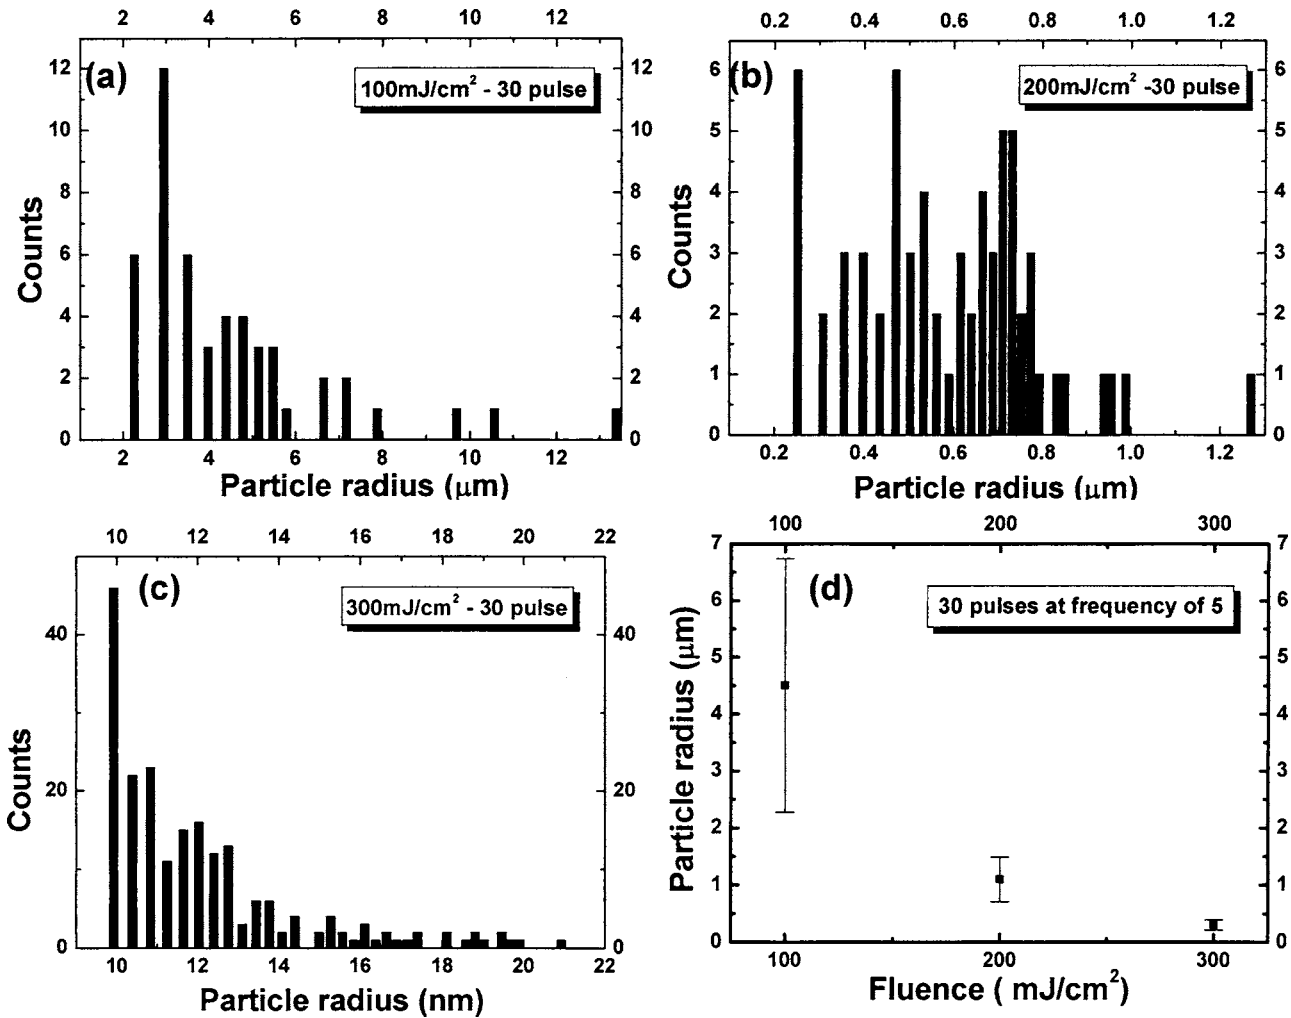 2 4 6 8 10 12
(a)
100mJ/cm² - 30 pulse
12 12
10 10
8 8
6 6
4 4
2 2
0 0
Counts
2 4 6 8 10 12
Particle radius (μm)
0.2 0.4 0.6 0.8 1.0 1.2
(b)
200mJ/cm² -30 pulse
6 6
5 5
4 4
3 3
2 2
1 1
0 0
Counts
0.2 0.4 0.6 0.8 1.0 1.2
Particle radius (μm)
10 12 14 16 18 20 22
(c)
300mJ/cm² - 30 pulse
40 40
20 20
0 0
Counts
10 12 14 16 18 20 22
Particle radius (nm)
100 200 300
(d)
30 pulses at frequency of 5
7 7
6 6
5 5
4 4
3 3
2 2
1 1
0 0
Particle radius (μm)
100 200 300
Fluence ( mJ/cm²)